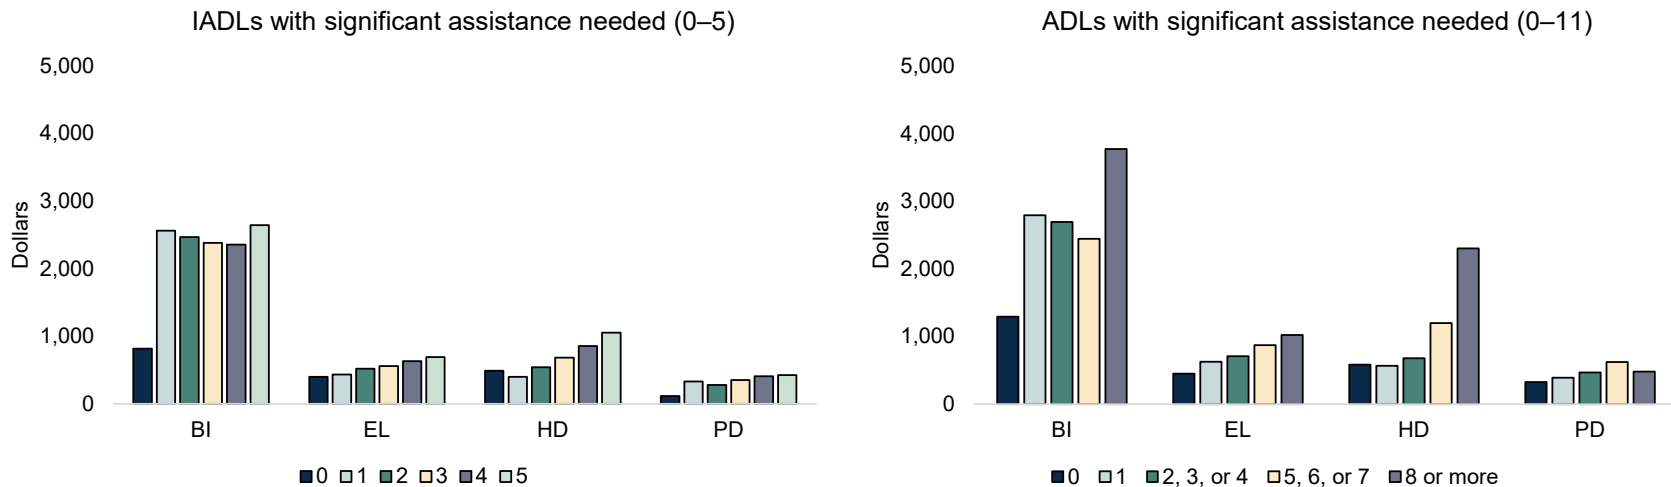 IADLs with significant assistance needed (0–5)
5,000
4,000
3,000
2,000
1,000
0
Dollars
BI EL HD PD
0 1 2 3 4 5
ADLs with significant assistance needed (0–11)
5,000
4,000
3,000
2,000
1,000
0
Dollars
BI EL HD PD
0 1 2, 3, or 4 5, 6, or 7 8 or more